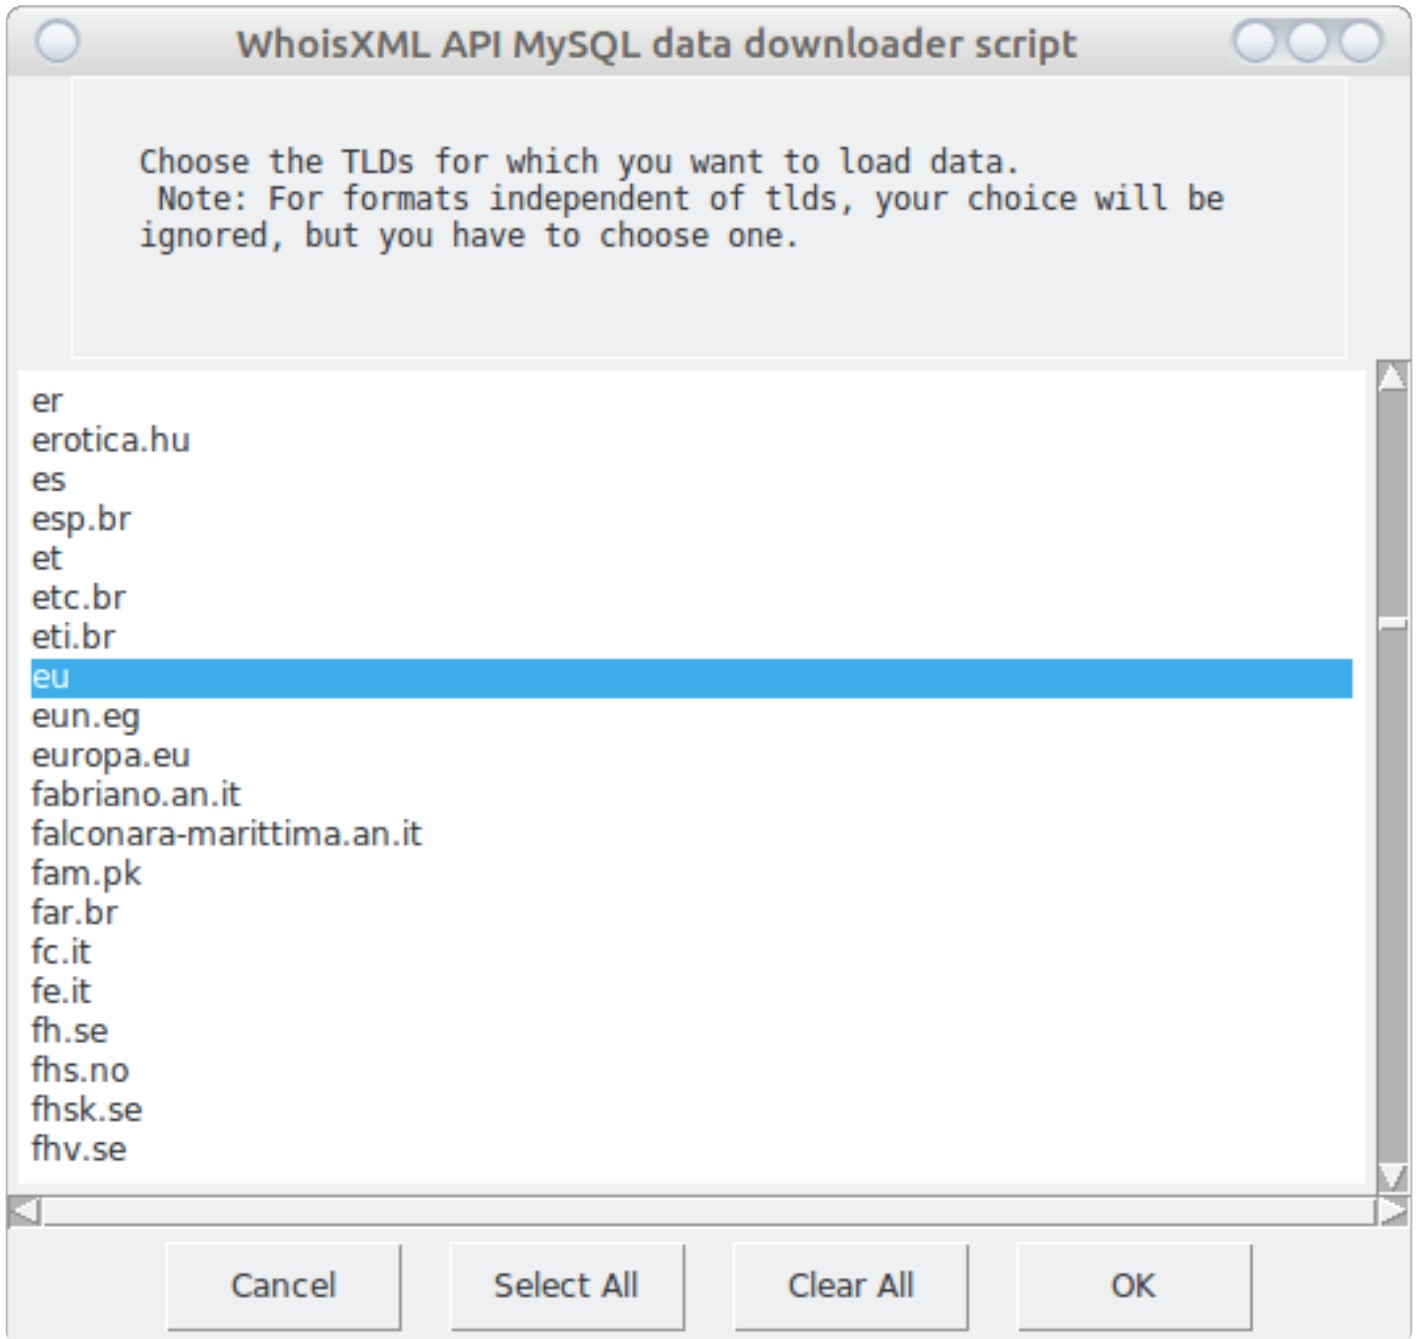 WhoisXML API MySQL data downloader script
Choose the TLDs for which you want to load data.
Note: For formats independent of tlds, your choice will be
ignored, but you have to choose one.
er
erotica.hu
es
esp.br
et
etc.br
eti.br
eu
eun.eg
europa.eu
fabriano.an.it
falconara-marittima.an.it
fam.pk
far.br
fc.it
fe.it
fh.se
fhs.no
fhsk.se
fhv.se
Cancel Select All Clear All OK